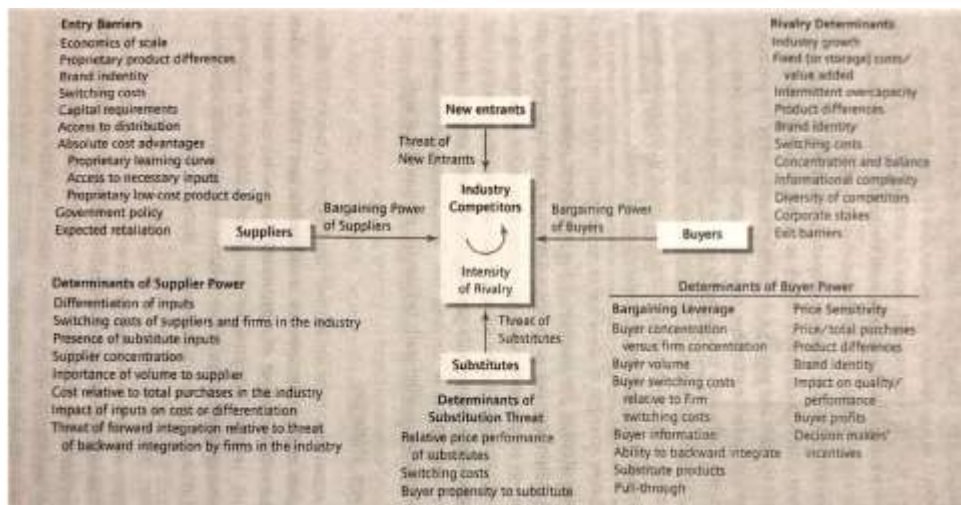 Entry Barriers
Economics of scale
Proprietary product differences
Brand indentity
Switching costs
Capital requirements
Access to distribution
Absolute cost advantages
Proprietary learning curve
Access to necessary inputs
Proprietary low-cost product design
Government policy
Expected retaliation
Rivalry Determinants
Industry growth
Fixed (or storage) costs/
value added
Intermittent overcapacity
Product differences
Brand identity
Switching costs
Concentration and balance
Informational complexity
Diversity of competitors
Corporate stakes
Exit barriers
New entrants
Threat of
New Entrants
Suppliers
Bargaining Power
of Suppliers
Industry
Competitors
Intensity
of Rivalry
Bargaining Power
of Buyers
Buyers
Threat of
Substitutes
Substitutes
Determinants of Supplier Power
Differentiation of inputs
Switching costs of suppliers and firms in the industry
Presence of substitute inputs
Supplier concentration
Importance of volume to supplier
Cost relative to total purchases in the industry
Impact of inputs on cost or differentiation
Threat of forward integration relative to threat
of backward integration by firms in the industry
Determinants of
Substitution Threat
Relative price performance
of substitutes
Switching costs
Buyer propensity to substitute
Determinants of Buyer Power
Bargaining Leverage
Buyer concentration
versus firm concentration
Buyer volume
Buyer switching costs
relative to firm
switching costs
Buyer information
Ability to backward integrate
Substitute products
Pull-through
Price Sensitivity
Price/total purchases
Product differences
Brand identity
Impact on quality/
performance
Buyer profits
Decision makers'
incentives